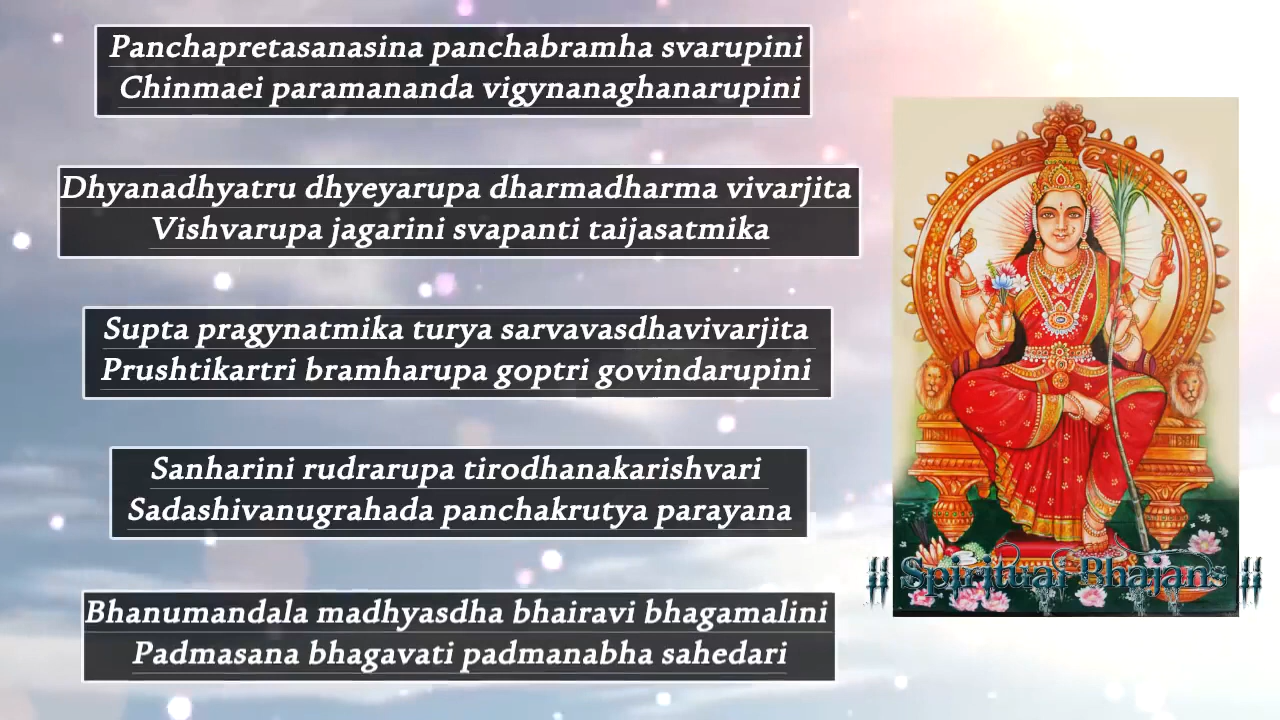 Panchapretasanasina panchabramha svarupini
Chinmaei paramananda vigynanaghanarupini
Dhyanadhyatru dhyeyarupa dharmadharma vivarjita
Vishvarupa jagarini svapanti taijasatmika
Supta pragynatmika turya sarvavasdhavivarjita
Prushtikartri bramharupa goptri govindarupini
Sanharini rudrarupa tirodhanakarishvari
Sadashivanugrahada panchakrutya parayana
Bhanumandala madhyasdha bhairavi bhagamalini
Padmasana bhagavati padmanabha sahedari
|| Spiritual Bhajans ||